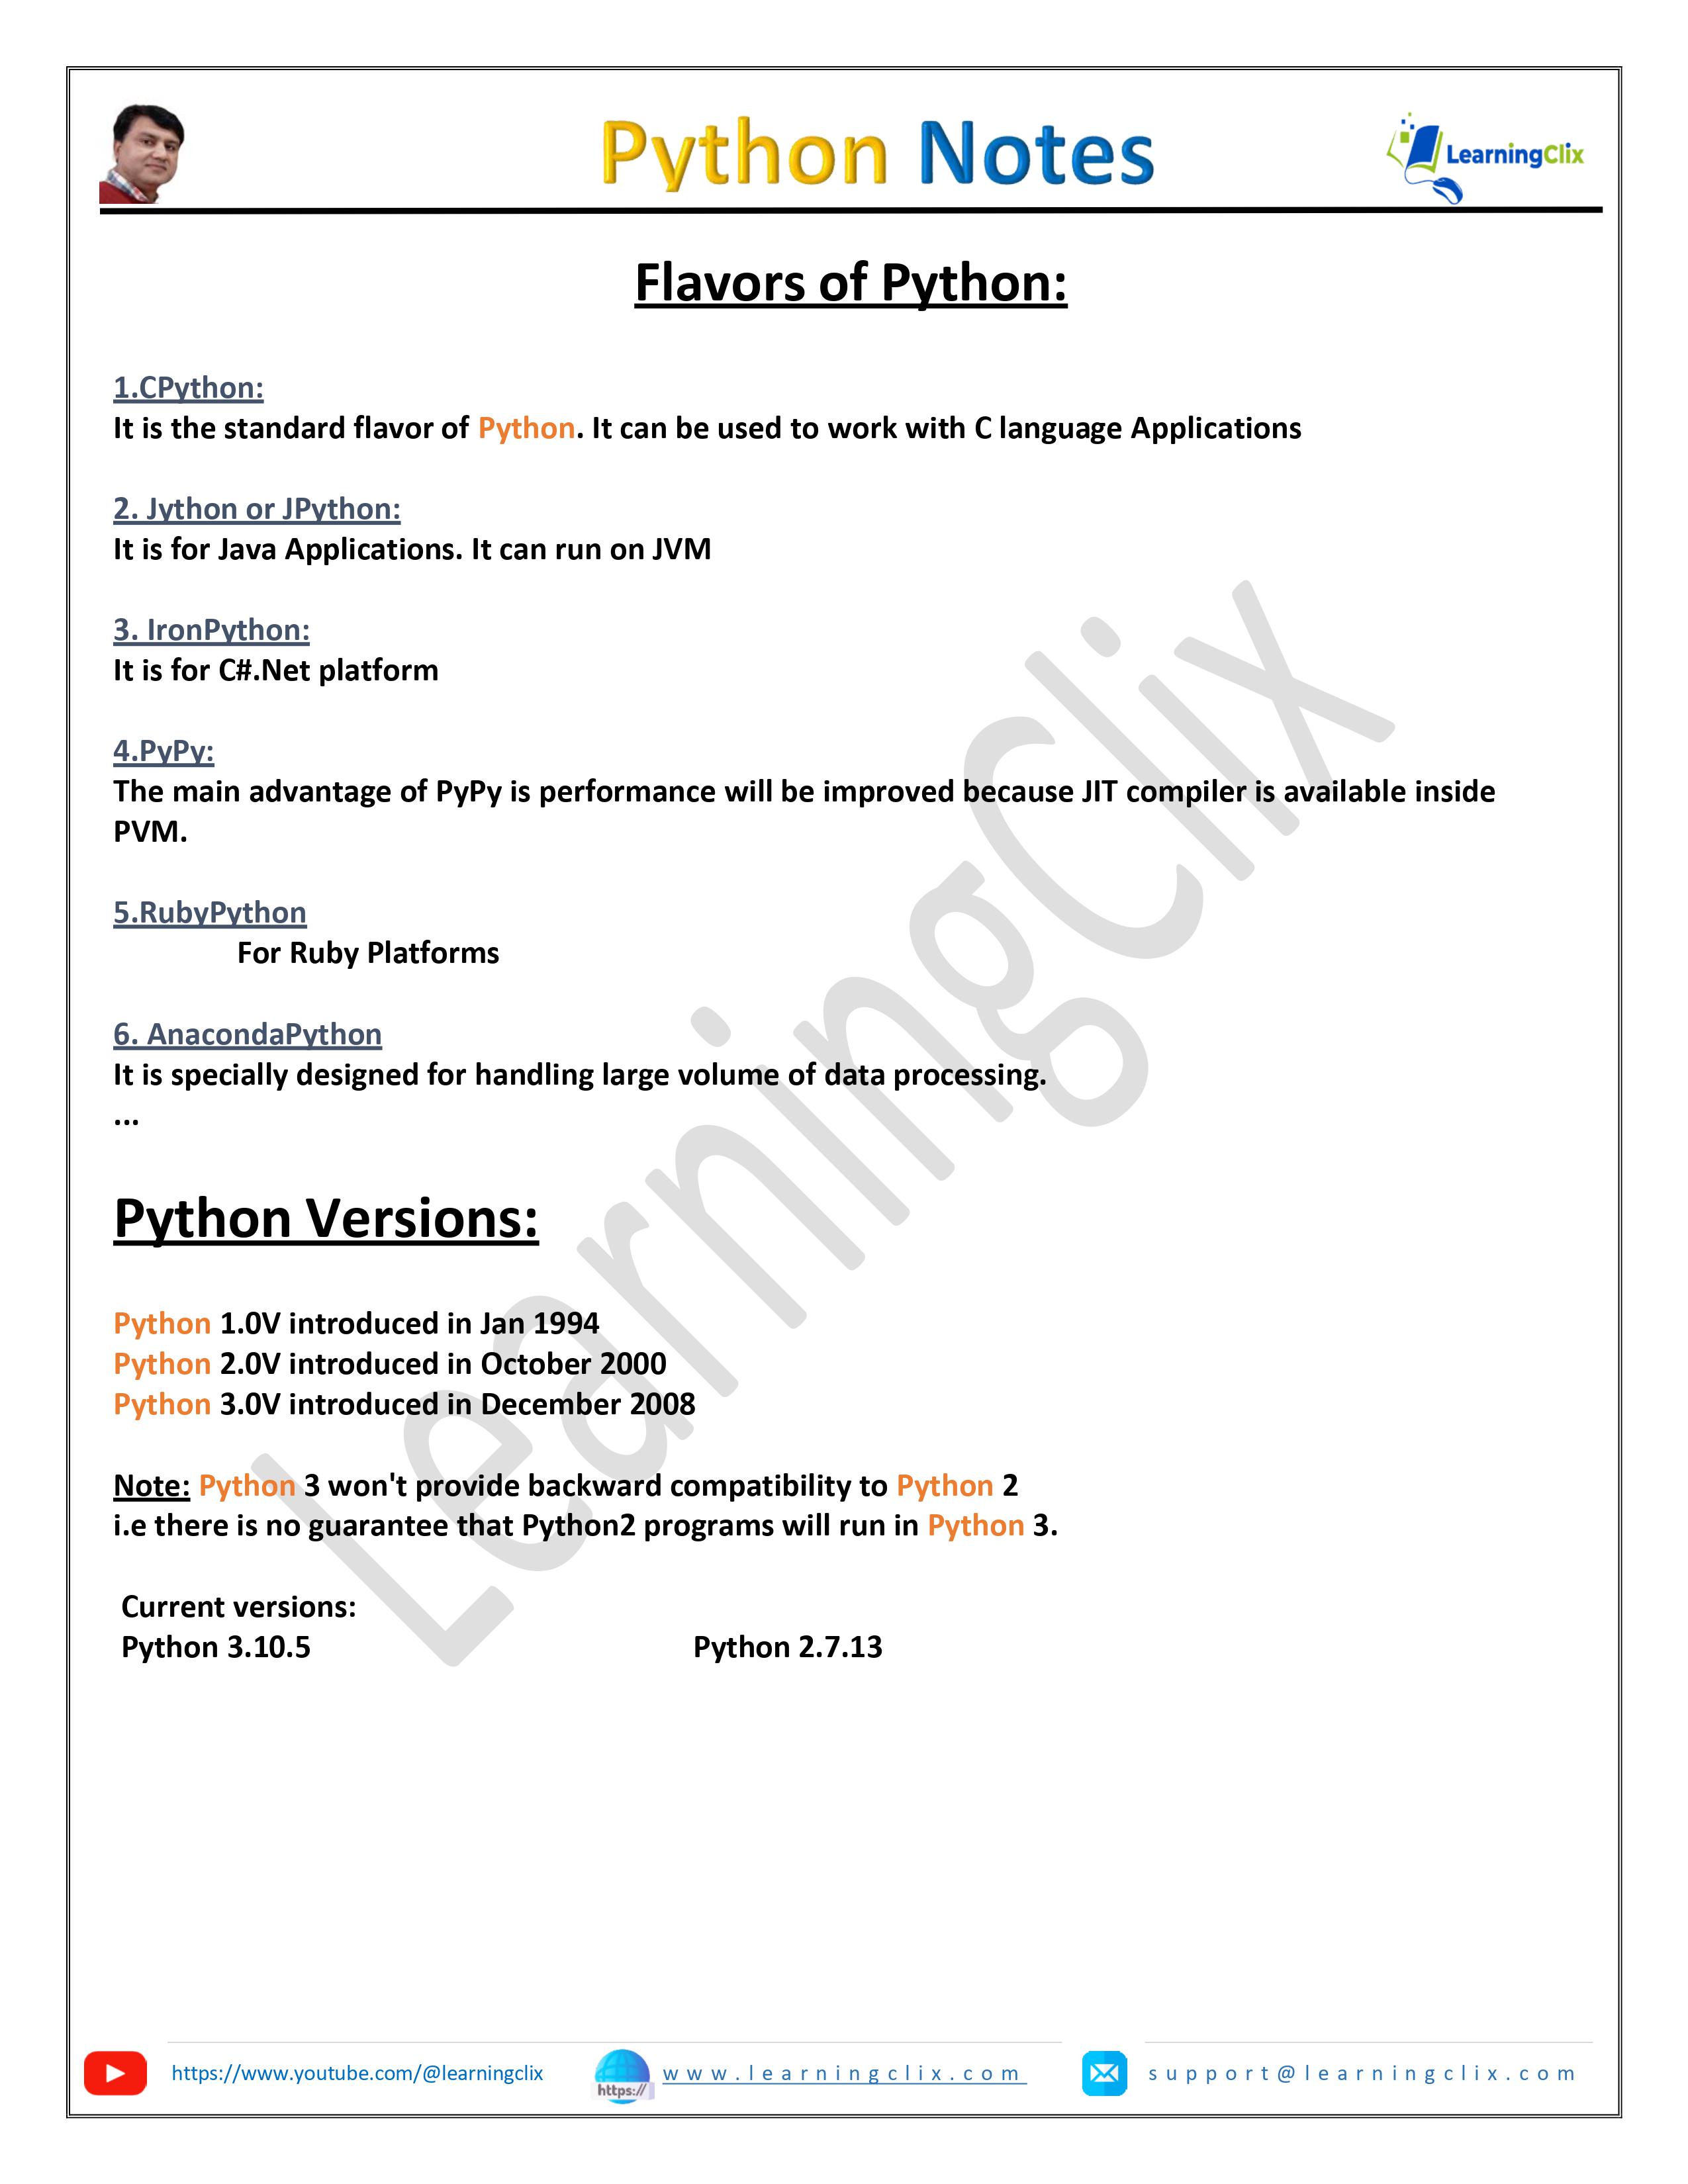 Python Notes
LearningClix
Flavors of Python:
1.CPython:
It is the standard flavor of Python. It can be used to work with C language Applications
2. Jython or JPython:
It is for Java Applications. It can run on JVM
3. IronPython:
It is for C#.Net platform
4.PyPy:
The main advantage of PyPy is performance will be improved because JIT compiler is available inside
PVM.
5.RubyPython
For Ruby Platforms
6. AnacondaPython
It is specially designed for handling large volume of data processing.
...
Python Versions:
Python 1.0V introduced in Jan 1994
Python 2.0V introduced in October 2000
Python 3.0V introduced in December 2008
Note: Python 3 won't provide backward compatibility to Python 2
i.e there is no guarantee that Python2 programs will run in Python 3.
Current versions:
Python 3.10.5 Python 2.7.13
LearningClix
https://www.youtube.com/@learningclix https:// www.learningclix.com support@learningclix.com